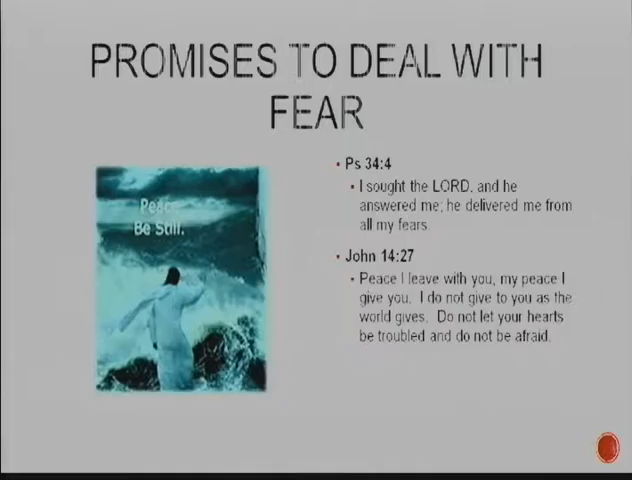 PROMISES TO DEAL WITH
FEAR
Peace
Be Still.
• Ps 34:4
• I sought the LORD, and he
answered me; he delivered me from
all my fears.
• John 14:27
• Peace I leave with you, my peace I
give you. I do not give to you as the
world gives. Do not let your hearts
be troubled and do not be afraid.